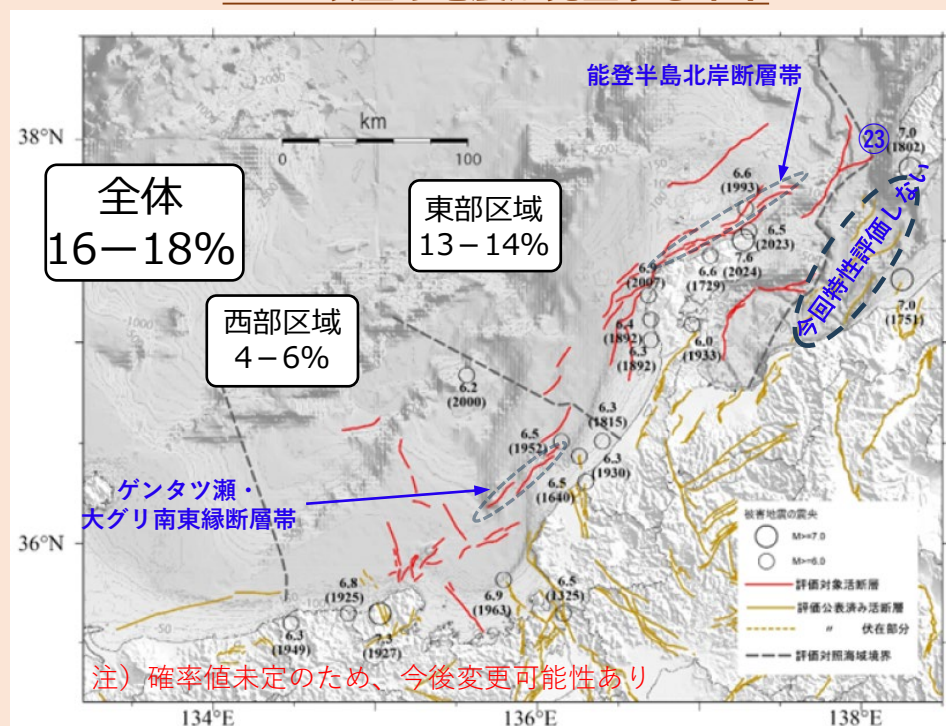 能登半島北岸断層帯
km
0 100
38°N
㉓
7.0
(1802)
全体
16－18%
東部区域
13－14%
6.6
(1993)
6.5
(2023)
7.6
(2024)
6.6
(1729)
6.9
(2007)
今回特性評価しない
7.0
(1751)
西部区域
4－6%
6.4
(1892)
6.3
(1892)
6.0
(1933)
6.2
(2000)
6.3
(1815)
6.5
(1952)
6.3
(1930)
6.5
(1640)
ゲンタツ瀬・
大グリ南東縁断層帯
36°N
被害地震の震央
M>=7.0
M>=6.0
評価対象活断層
評価公表済み活断層
〃 伏在部分
評価対照海域境界
6.8
(1925)
6.9
(1963)
6.5
(1325)
6.3
(1949)
7.3
(1927)
注）確率値未定のため、今後変更可能性あり
134°E 136°E 138°E